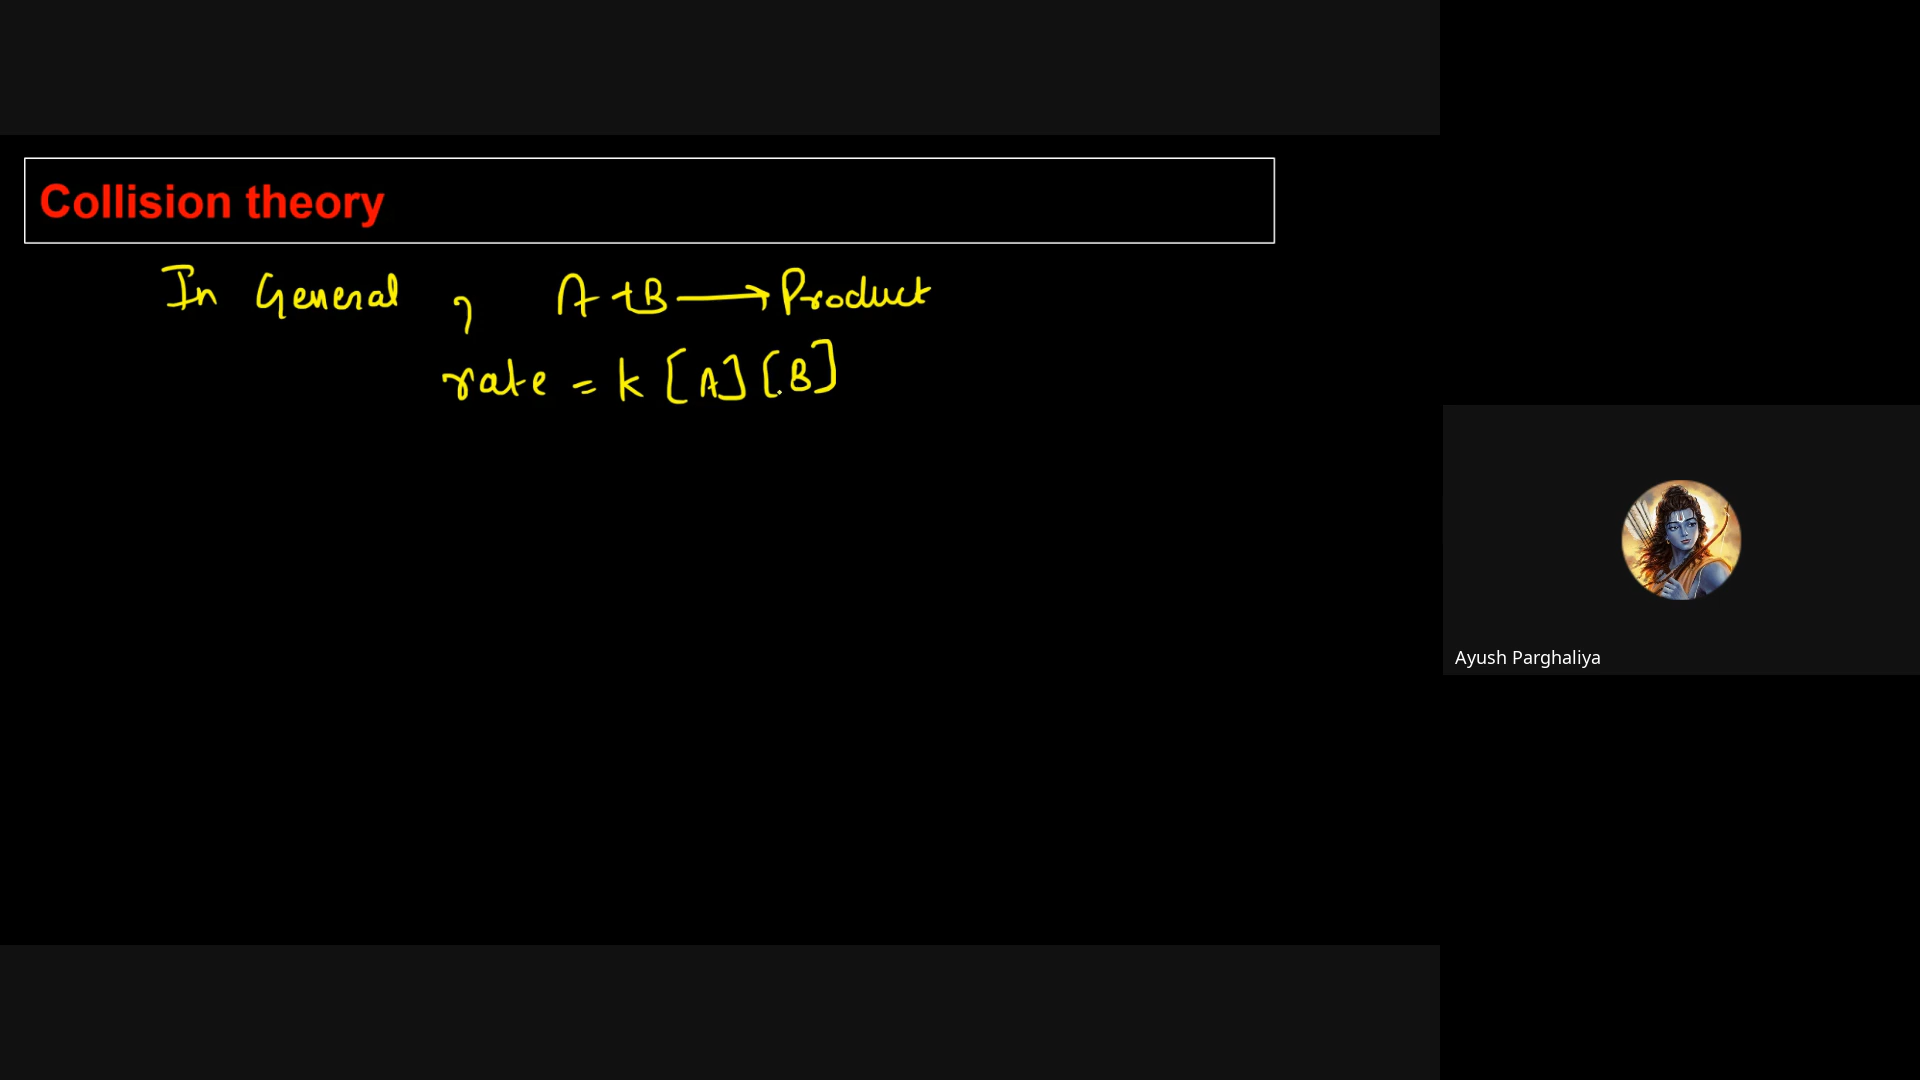 Collision theory
In General , A + B ⟶ Product
rate = k [A] [B]
Ayush Parghaliya